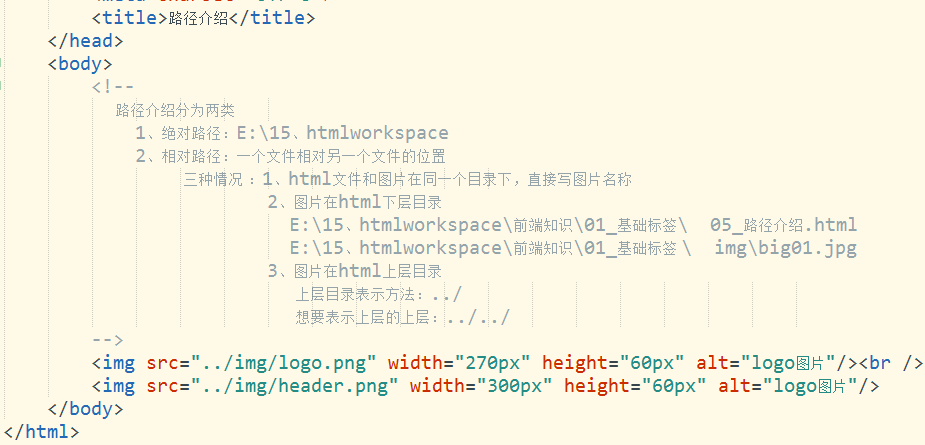 <title>路径介绍</title>
</head>
<body>
<!--
路径介绍分为两类
1、绝对路径：E:\15、htmlworkspace
2、相对路径：一个文件相对另一个文件的位置
三种情况：1、html文件和图片在同一个目录下，直接写图片名称
2、图片在html下层目录
E:\15、htmlworkspace\前端知识\01_基础标签\ 05_路径介绍.html
E:\15、htmlworkspace\前端知识\01_基础标签\ img\big01.jpg
3、图片在html上层目录
上层目录表示方法：../
想要表示上层的上层：../../
-->
<img src="../img/logo.png" width="270px" height="60px" alt="logo图片"/><br />
<img src="../img/header.png" width="300px" height="60px" alt="logo图片"/>
</body>
</html>